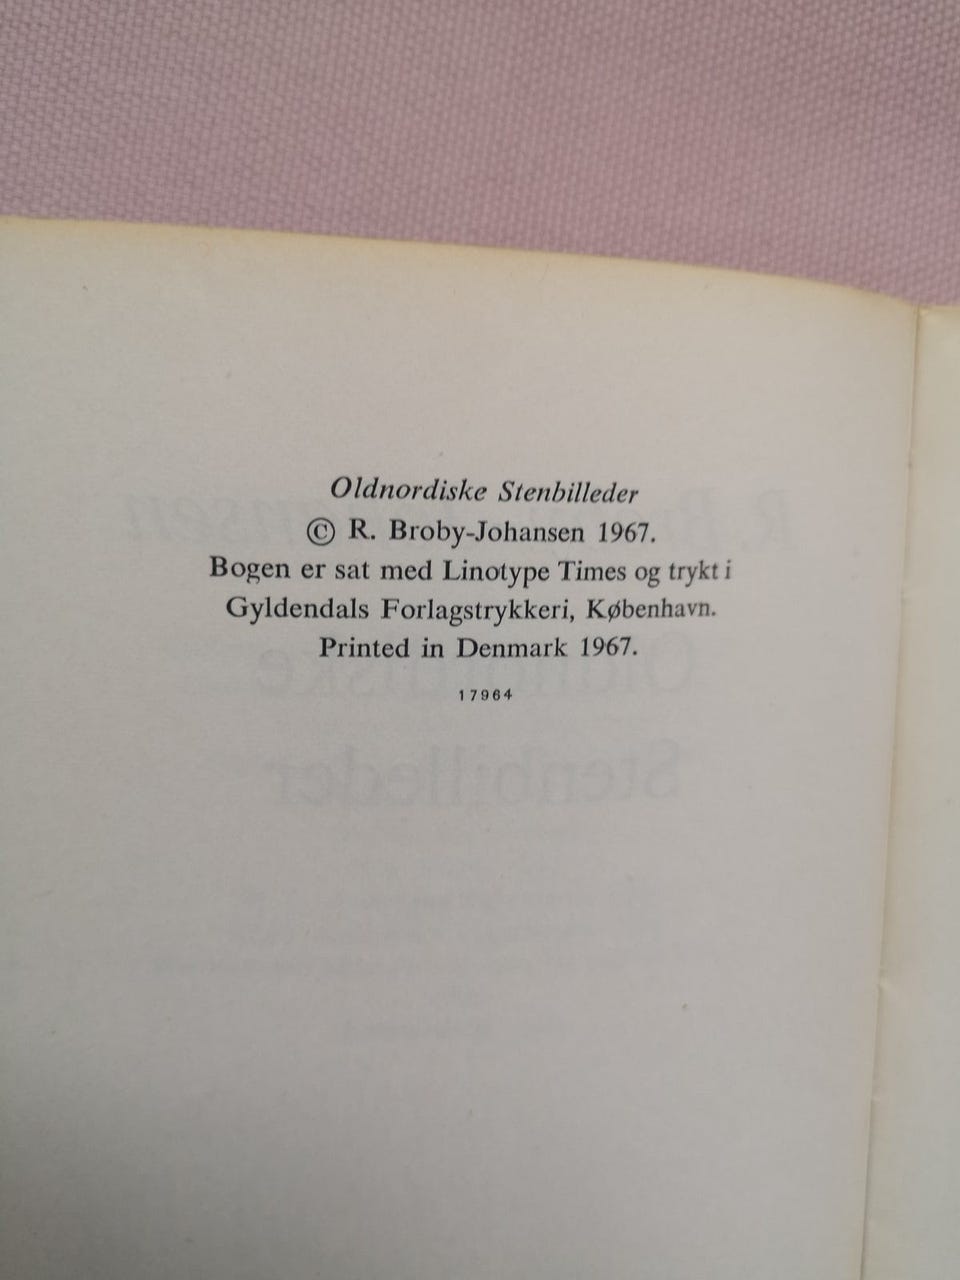 Oldnordiske Stenbilleder
© R. Broby-Johansen 1967.
Bogen er sat med Linotype Times og trykt i
Gyldendals Forlagstrykkeri, København.
Printed in Denmark 1967.
17964